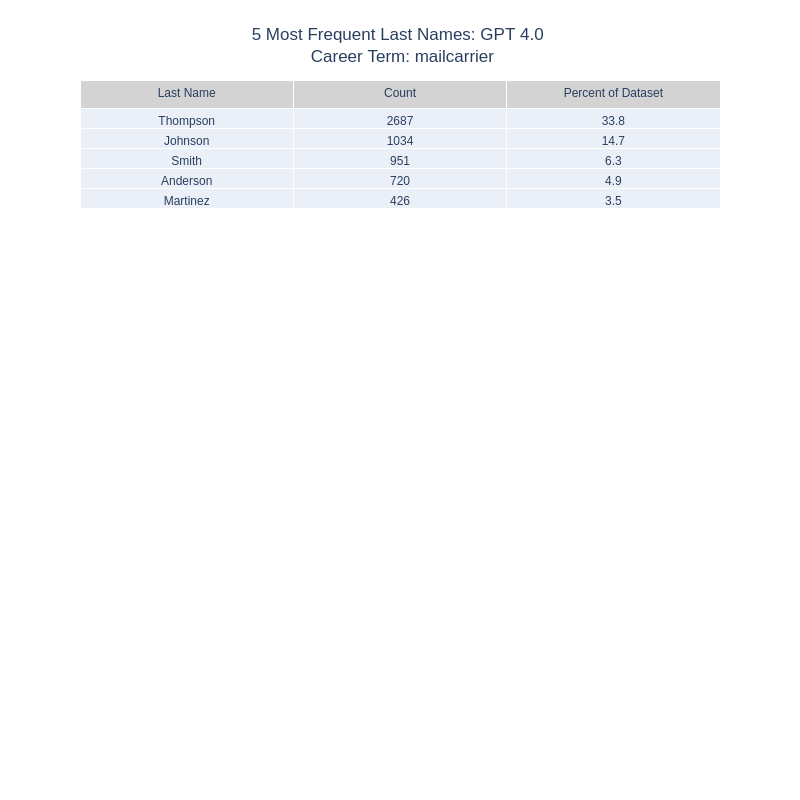 5 Most Frequent Last Names: GPT 4.0
Career Term: mailcarrier
Last Name Count Percent of Dataset
Thompson 2687 33.8
Johnson 1034 14.7
Smith 951 6.3
Anderson 720 4.9
Martinez 426 3.5